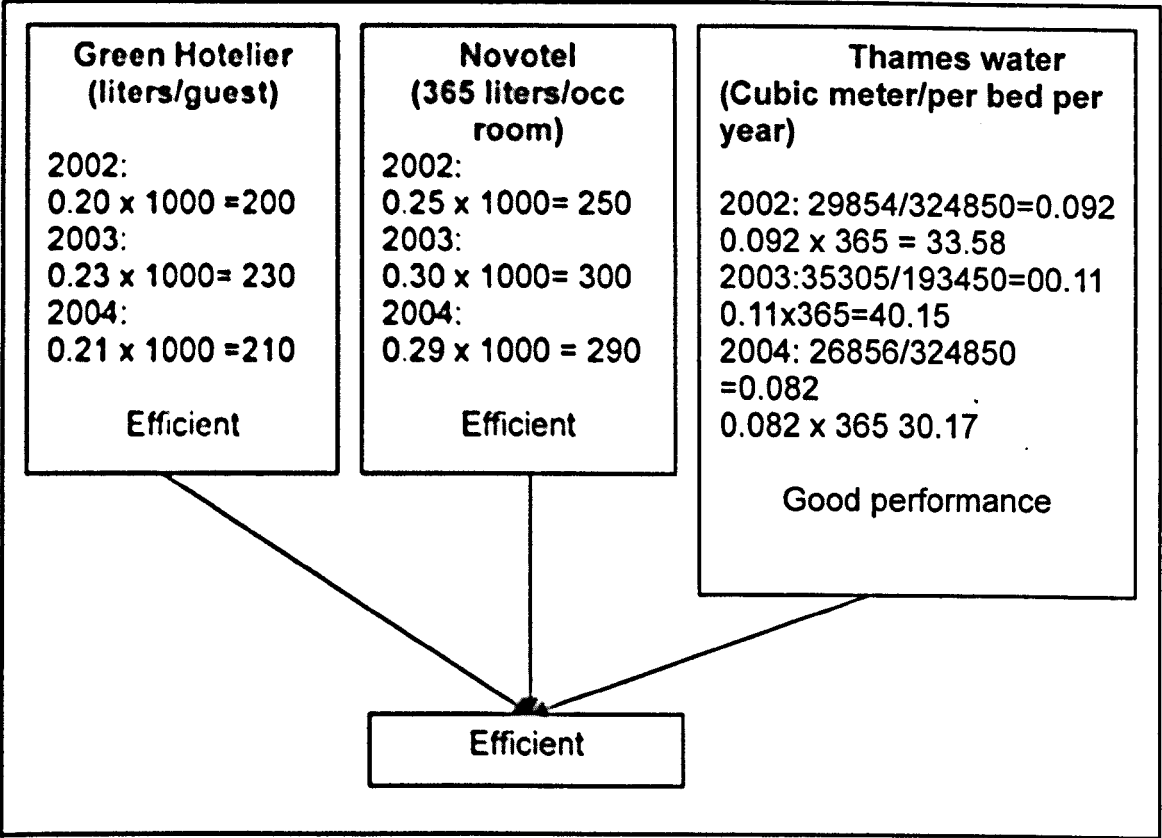 Green Hotelier
(liters/guest)
2002:
0.20 x 1000 =200
2003:
0.23 x 1000= 230
2004:
0.21 x 1000 =210
Efficient
Novotel
(365 liters/occ
room)
2002:
0.25 x 1000= 250
2003:
0.30 x 1000= 300
2004:
0.29 x 1000 = 290
Efficient
Thames water
(Cubic meter/per bed per
year)
2002: 29854/324850=0.092
0.092 x 365 = 33.58
2003:35305/193450=00.11
0.11x365=40.15
2004: 26856/324850
=0.082
0.082 x 365 30.17
Good performance
Efficient